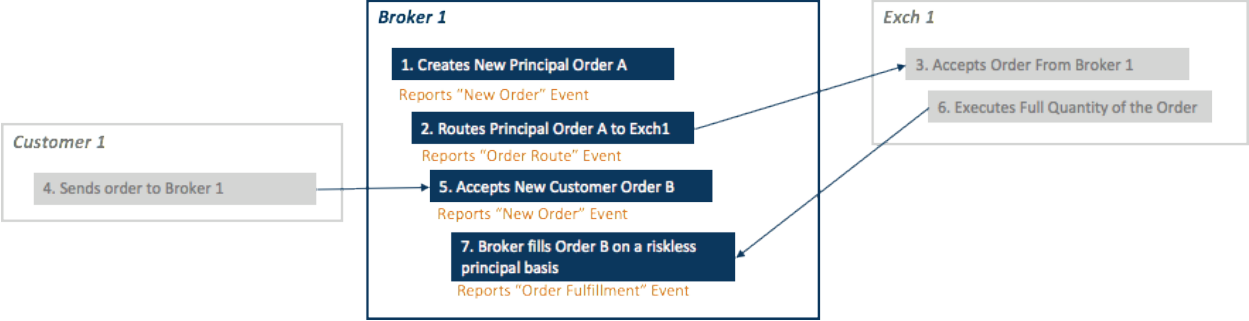 Broker 1
Exch 1
1. Creates New Principal Order A
3. Accepts Order From Broker 1
Reports “New Order” Event
6. Executes Full Quantity of the Order
2. Routes Principal Order A to Exch1
Customer 1
Reports “Order Route” Event
4. Sends order to Broker 1
5. Accepts New Customer Order B
Reports “New Order” Event
7. Broker fills Order B on a riskless
principal basis
Reports “Order Fulfillment” Event